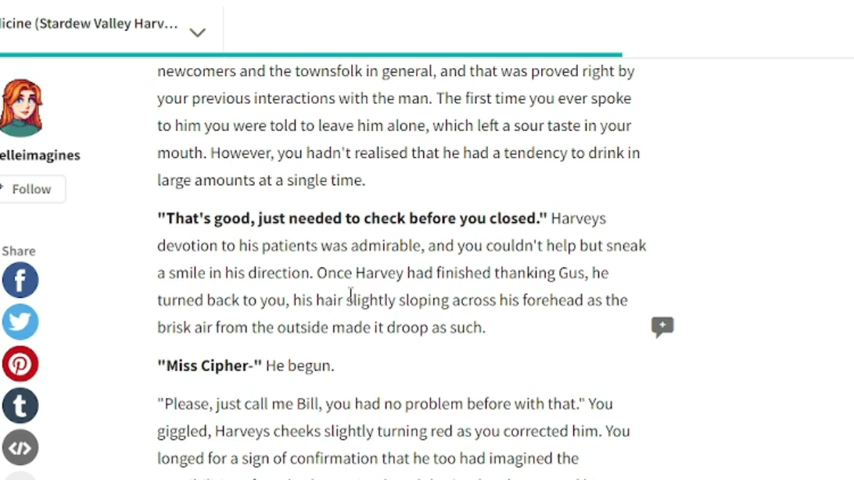 licine (Stardew Valley Harv...
newcomers and the townsfolk in general, and that was proved right by
your previous interactions with the man. The first time you ever spoke
to him you were told to leave him alone, which left a sour taste in your
mouth. However, you hadn't realised that he had a tendency to drink in
large amounts at a single time.
elleimagines
Follow
"That's good, just needed to check before you closed." Harveys
devotion to his patients was admirable, and you couldn't help but sneak
a smile in his direction. Once Harvey had finished thanking Gus, he
turned back to you, his hair slightly sloping across his forehead as the
brisk air from the outside made it droop as such.
Share
"Miss Cipher-" He begun.
"Please, just call me Bill, you had no problem before with that." You
giggled, Harveys cheeks slightly turning red as you corrected him. You
longed for a sign of confirmation that he too had imagined the